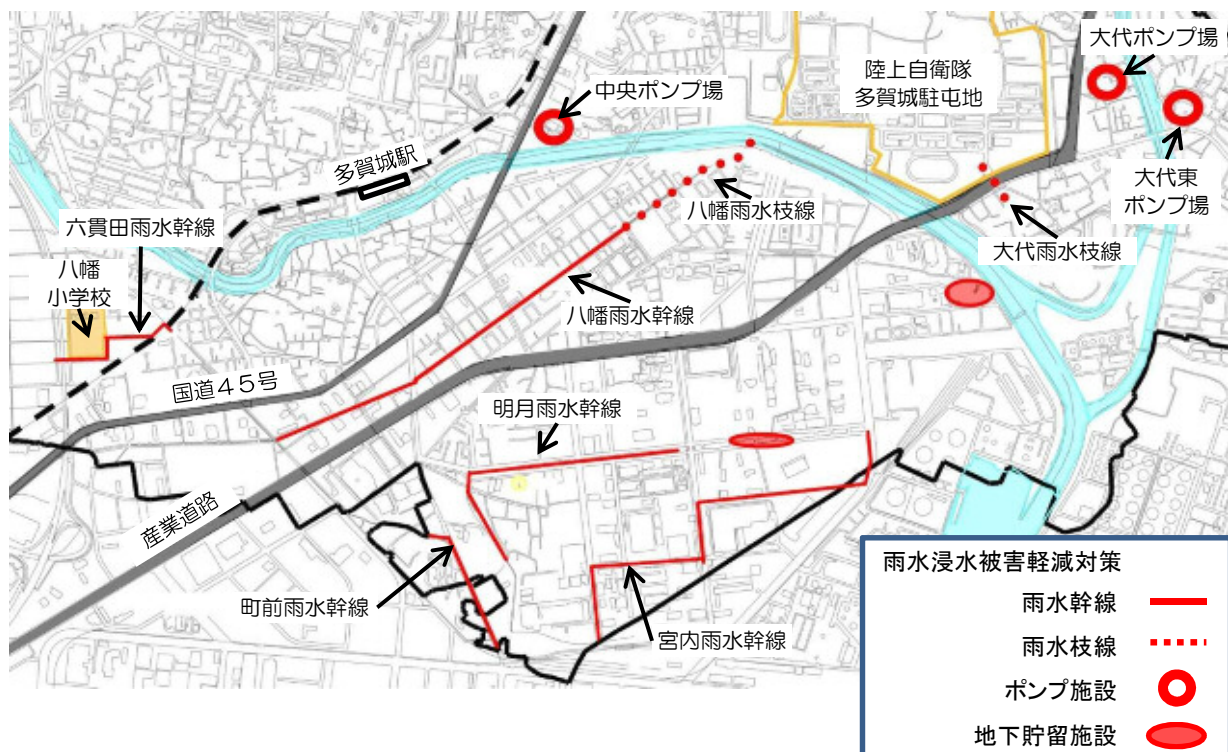 大代ポンプ場
陸上自衛隊
多賀城駐屯地
中央ポンプ場
多賀城駅
大代東
ポンプ場
六貫田雨水幹線
八幡雨水枝線
大代雨水枝線
八幡
小学校
八幡雨水幹線
国道45号
明月雨水幹線
産業道路
町前雨水幹線
宮内雨水幹線
雨水浸水被害軽減対策
雨水幹線
雨水枝線
ポンプ施設
地下貯留施設